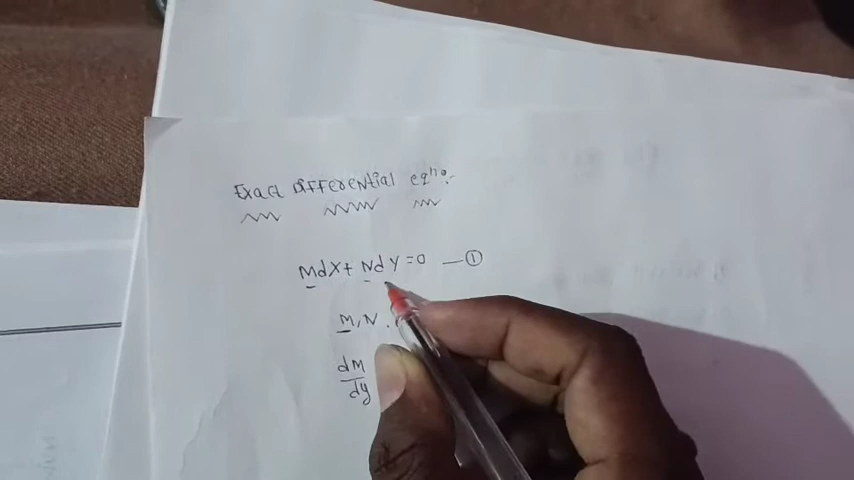 Exact Differential eqn:-
Mdx + Ndy = 0 — ①
M, N
dM
dy